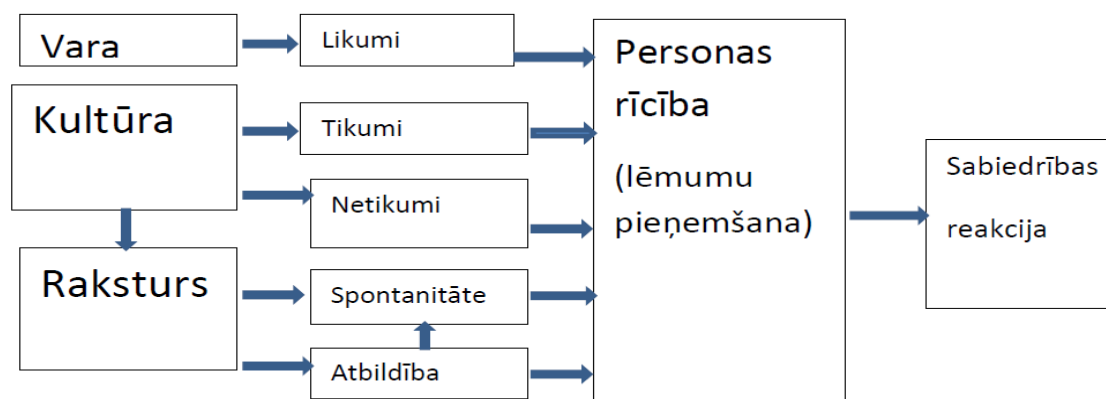 Vara
Likumi
Kultūra
Tikumi
Netikumi
Raksturs
Spontanitāte
Atbildība
Personas
rīcība
(lēmumu
pieņemšana)
Sabiedrības
reakcija